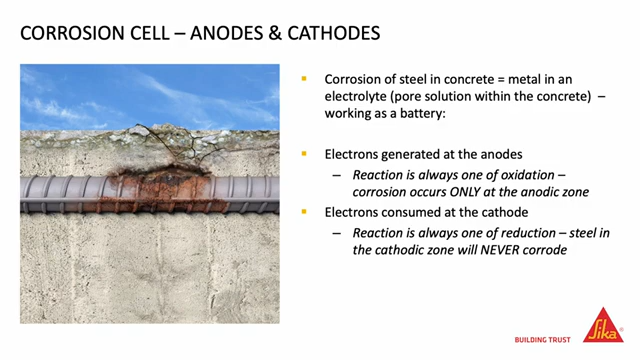 CORROSION CELL – ANODES & CATHODES
▪ Corrosion of steel in concrete = metal in an
electrolyte (pore solution within the concrete) –
working as a battery:
▪ Electrons generated at the anodes
– Reaction is always one of oxidation –
corrosion occurs ONLY at the anodic zone
▪ Electrons consumed at the cathode
– Reaction is always one of reduction – steel in
the cathodic zone will NEVER corrode
BUILDING TRUST
Sika®